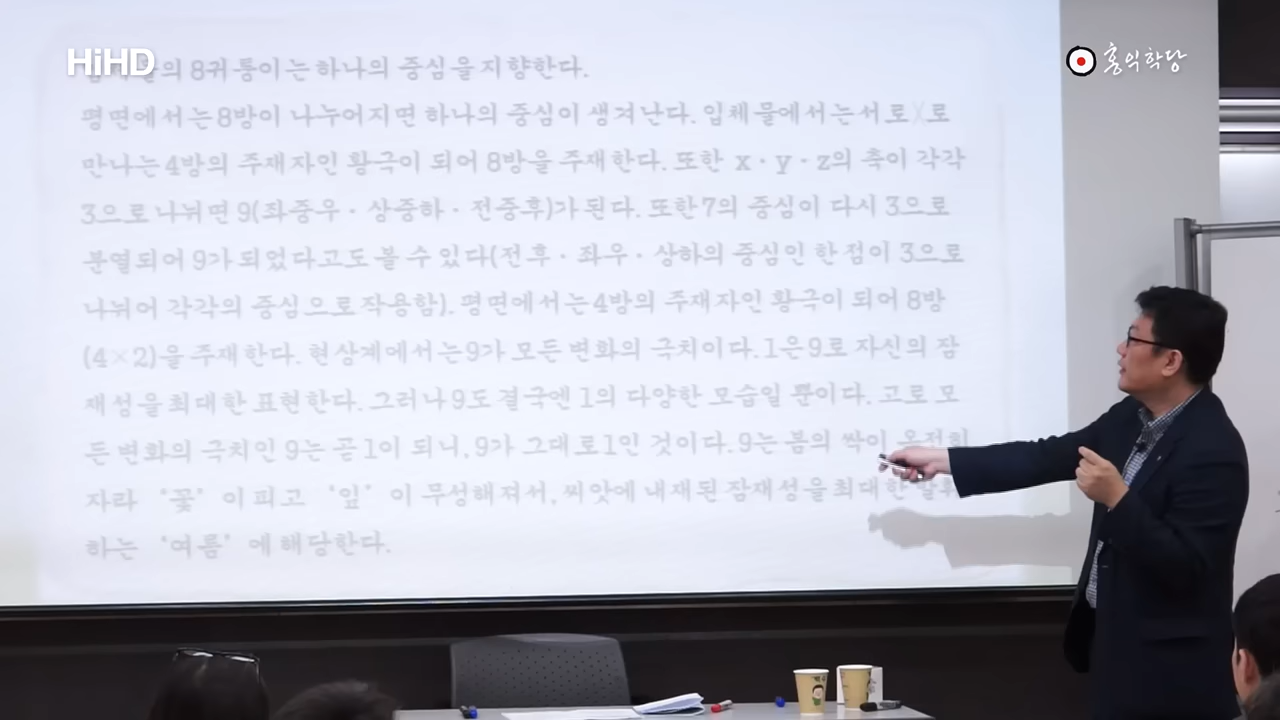 HiHD
홍익학당
의 8귀퉁이는 하나의 중심을 지향한다.
평면에서는 8방이 나누어지면 하나의 중심이 생겨난다. 입체물에서는 서로X로
만나는 4방의 주재자인 황극이 되어 8방을 주재한다. 또한 x·y·z의 축이 각각
3으로 나뉘면 9(좌중우·상중하·전중후)가 된다. 또한 7의 중심이 다시 3으로
분열되어 9가 되었다고도 볼 수 있다(전후·좌우·상하의 중심인 한 점이 3으로
나뉘어 각각의 중심으로 작용함). 평면에서는 4방의 주재자인 황극이 되어 8방
(4×2)을 주재한다. 현상계에서는 9가 모든 변화의 극치이다. 1은 9로 자신의 잠
재성을 최대한 표현한다. 그러나 9도 결국엔 1의 다양한 모습일 뿐이다. 고로 모
든 변화의 극치인 9는 곧 1이 되니, 9가 그대로 1인 것이다. 9는 봄의 싹이
자라 '꽃'이 피고 '잎'이 무성해져서, 씨앗에 내재된 잠재성을 최대한
하는 '여름'에 해당한다.